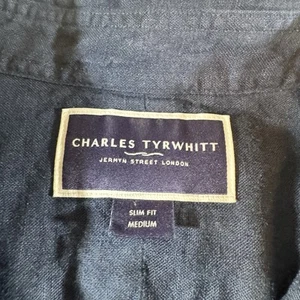 CHARLES TYRWHITT
JERMYN STREET LONDON
SLIM FIT
MEDIUM